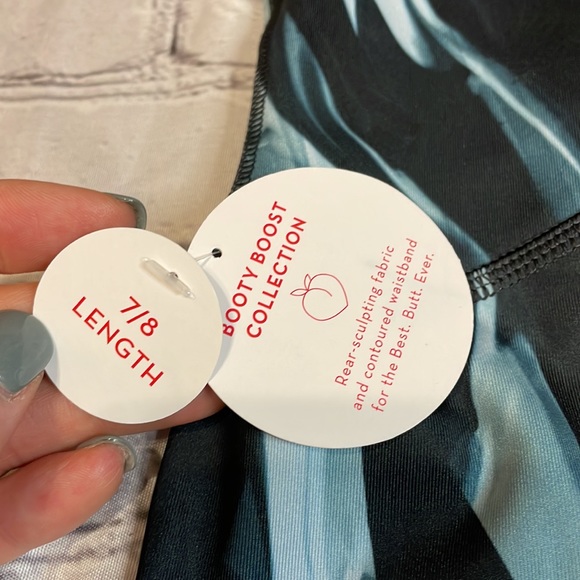 7/8
LENGTH
BOOTY BOOST
COLLECTION
Rear-sculpting fabric
and contoured waistband
for the Best. Butt. Ever.